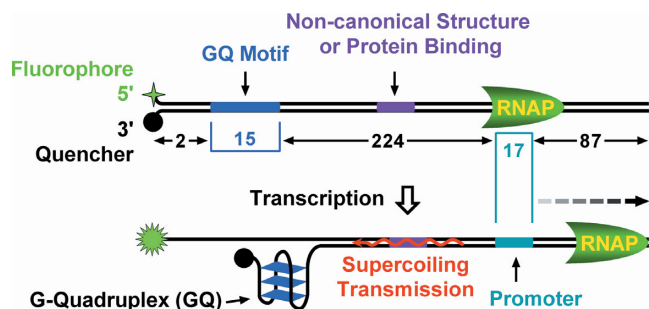 Non-canonical Structure
or Protein Binding
GQ Motif
Fluorophore
5'
RNAP
3'
Quencher
2
15
224
17
87
Transcription
RNAP
Supercoiling
Transmission
G-Quadruplex (GQ)
Promoter